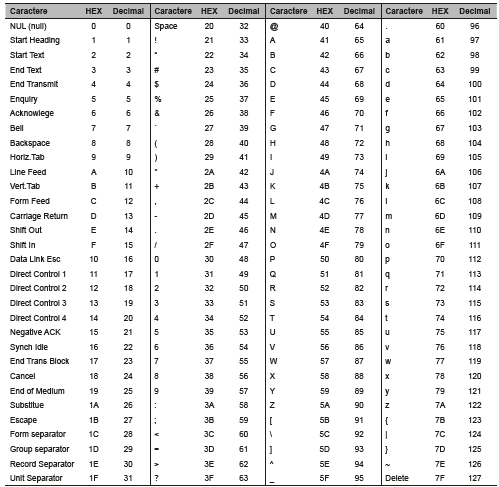 Caractere HEX Decimal Caractere HEX Decimal Caractere HEX Decimal Caractere HEX Decimal
NUL (null) 0 0 Space 20 32 @ 40 64 . 60 96
Start Heading 1 1 ! 21 33 A 41 65 a 61 97
Start Text 2 2 " 22 34 B 42 66 b 62 98
End Text 3 3 # 23 35 C 43 67 c 63 99
End Transmit 4 4 $ 24 36 D 44 68 d 64 100
Enquiry 5 5 % 25 37 E 45 69 e 65 101
Acknowlege 6 6 & 26 38 F 46 70 f 66 102
Bell 7 7 ´ 27 39 G 47 71 g 67 103
Backspace 8 8 ( 28 40 H 48 72 h 68 104
Horiz.Tab 9 9 ) 29 41 I 49 73 I 69 105
Line Feed A 10 * 2A 42 J 4A 74 j 6A 106
Vert.Tab B 11 + 2B 43 K 4B 75 k 6B 107
Form Feed C 12 , 2C 44 L 4C 76 l 6C 108
Carriage Return D 13 - 2D 45 M 4D 77 m 6D 109
Shift Out E 14 . 2E 46 N 4E 78 n 6E 110
Shift In F 15 / 2F 47 O 4F 79 o 6F 111
Data Link Esc 10 16 0 30 48 P 50 80 p 70 112
Direct Control 1 11 17 1 31 49 Q 51 81 q 71 113
Direct Control 2 12 18 2 32 50 R 52 82 r 72 114
Direct Control 3 13 19 3 33 51 S 53 83 s 73 115
Direct Control 4 14 20 4 34 52 T 54 84 t 74 116
Negative ACK 15 21 5 35 53 U 55 85 u 75 117
Synch Idle 16 22 6 36 54 V 56 86 v 76 118
End Trans Block 17 23 7 37 55 W 57 87 w 77 119
Cancel 18 24 8 38 56 X 58 88 x 78 120
End of Medium 19 25 9 39 57 Y 59 89 y 79 121
Substitue 1A 26 : 3A 58 Z 5A 90 z 7A 122
Escape 1B 27 ; 3B 59 [ 5B 91 { 7B 123
Form separator 1C 28 < 3C 60 \ 5C 92 | 7C 124
Group separator 1D 29 = 3D 61 ] 5D 93 } 7D 125
Record Separator 1E 30 > 3E 62 ^ 5E 94 ~ 7E 126
Unit Separator 1F 31 ? 3F 63 _ 5F 95 Delete 7F 127